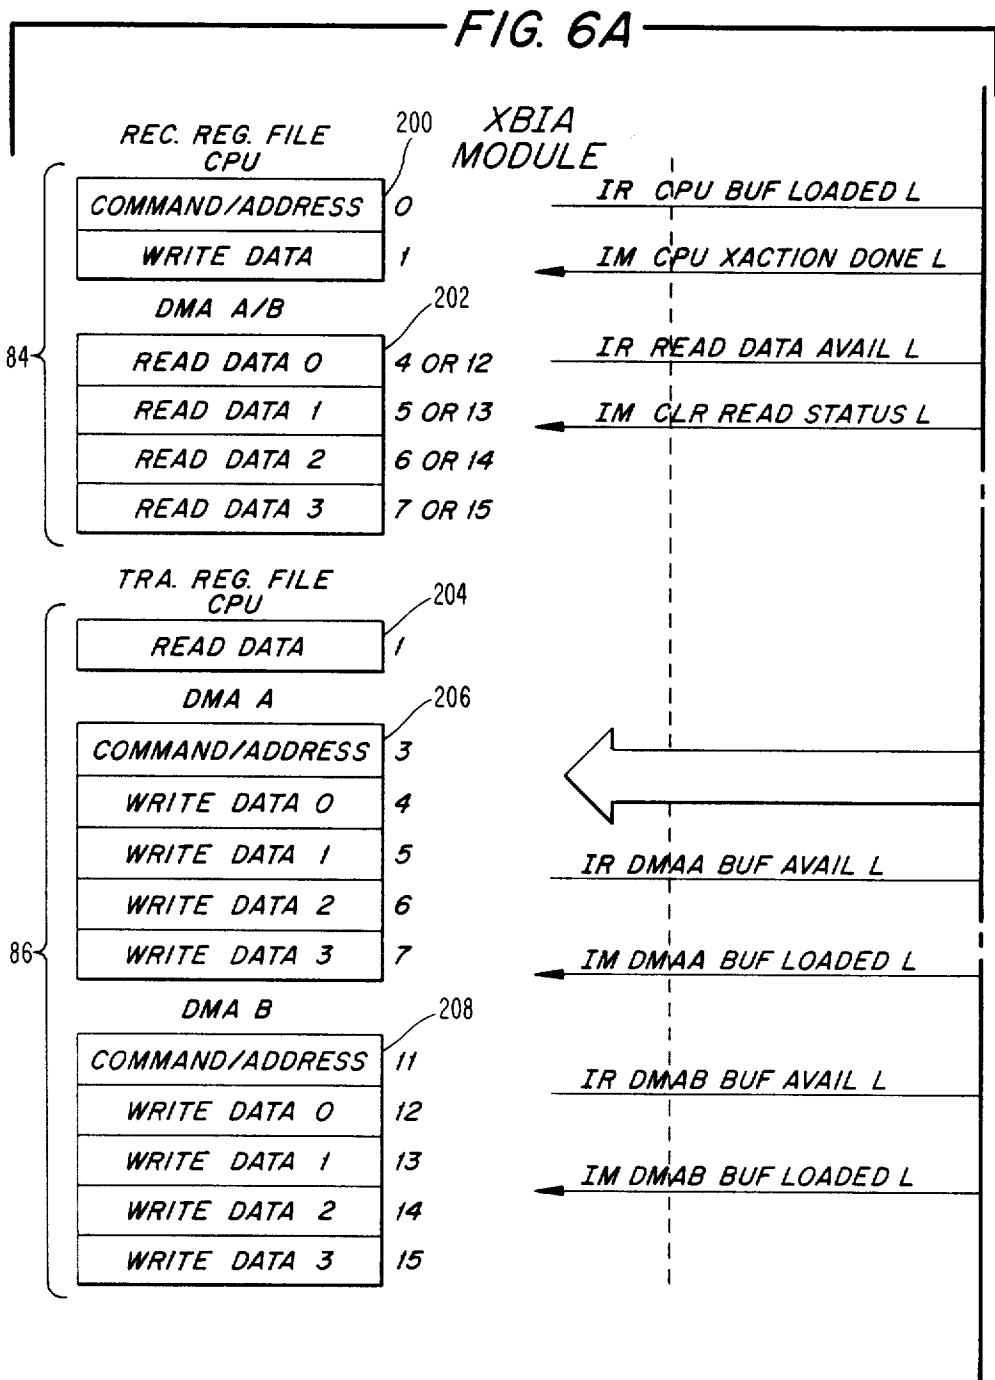 FIG. 6A
REC. REG. FILE
CPU
200
XBIA
MODULE
COMMAND/ADDRESS 0
WRITE DATA 1
DMA A/B
202
84
READ DATA 0 4 OR 12
READ DATA 1 5 OR 13
READ DATA 2 6 OR 14
READ DATA 3 7 OR 15
IR CPU BUF LOADED L
IM CPU XACTION DONE L
IR READ DATA AVAIL L
IM CLR READ STATUS L
TRA. REG. FILE
CPU
204
READ DATA 1
DMA A
206
COMMAND/ADDRESS 3
WRITE DATA 0 4
WRITE DATA 1 5
WRITE DATA 2 6
86
WRITE DATA 3 7
IR DMAA BUF AVAIL L
IM DMAA BUF LOADED L
DMA B
208
COMMAND/ADDRESS 11
WRITE DATA 0 12
WRITE DATA 1 13
WRITE DATA 2 14
WRITE DATA 3 15
IR DMAB BUF AVAIL L
IM DMAB BUF LOADED L